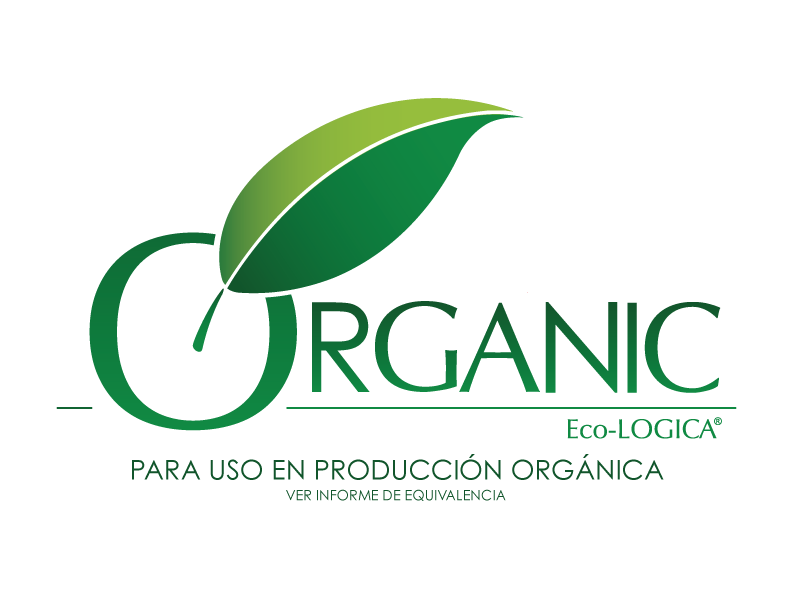 ORGANIC
Eco-LOGICA®
PARA USO EN PRODUCCIÓN ORGÁNICA
VER INFORME DE EQUIVALENCIA